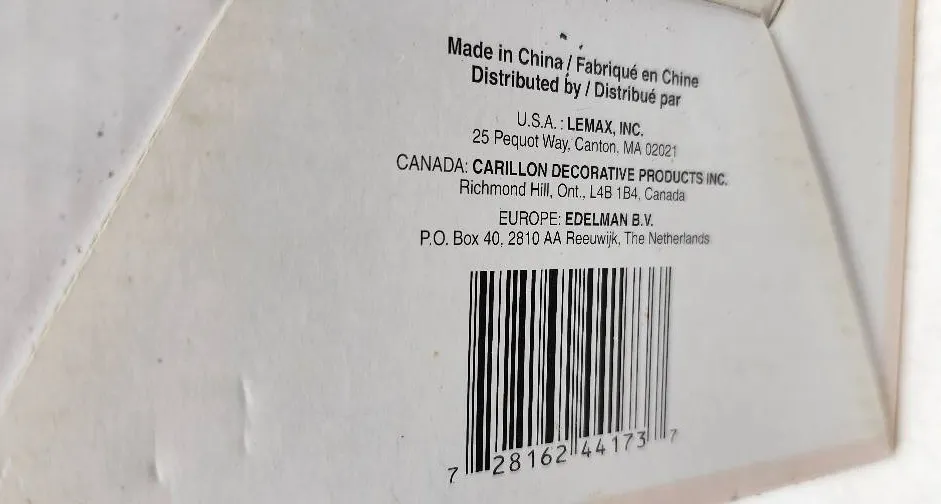 Made in China / Fabriqué en Chine
Distributed by / Distribué par
U.S.A. : LEMAX, INC.
25 Pequot Way, Canton, MA 02021
CANADA: CARILLON DECORATIVE PRODUCTS INC.
Richmond Hill, Ont., L4B 1B4, Canada
EUROPE: EDELMAN B.V.
P.O. Box 40, 2810 AA Reeuwijk, The Netherlands
7 28162 44173 7